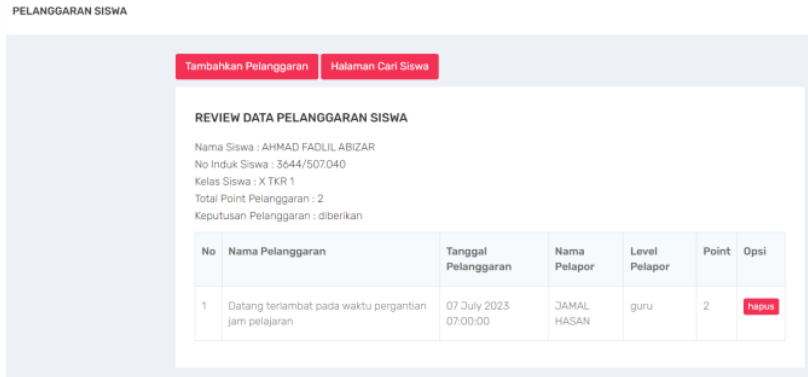 PELANGGARAN SISWA
Tambahkan Pelanggaran Halaman Cari Siswa
REVIEW DATA PELANGGARAN SISWA
Nama Siswa : AHMAD FADLIL ABIZAR
No Induk Siswa : 3644/507.040
Kelas Siswa : X TKR 1
Total Point Pelanggaran : 2
Keputusan Pelanggaran : diberikan
No Nama Pelanggaran Tanggal Pelanggaran Nama Pelapor Level Pelapor Point Opsi
1 Datang terlambat pada waktu pergantian jam pelajaran 07 July 2023 07:00:00 JAMAL HASAN guru 2 hapus